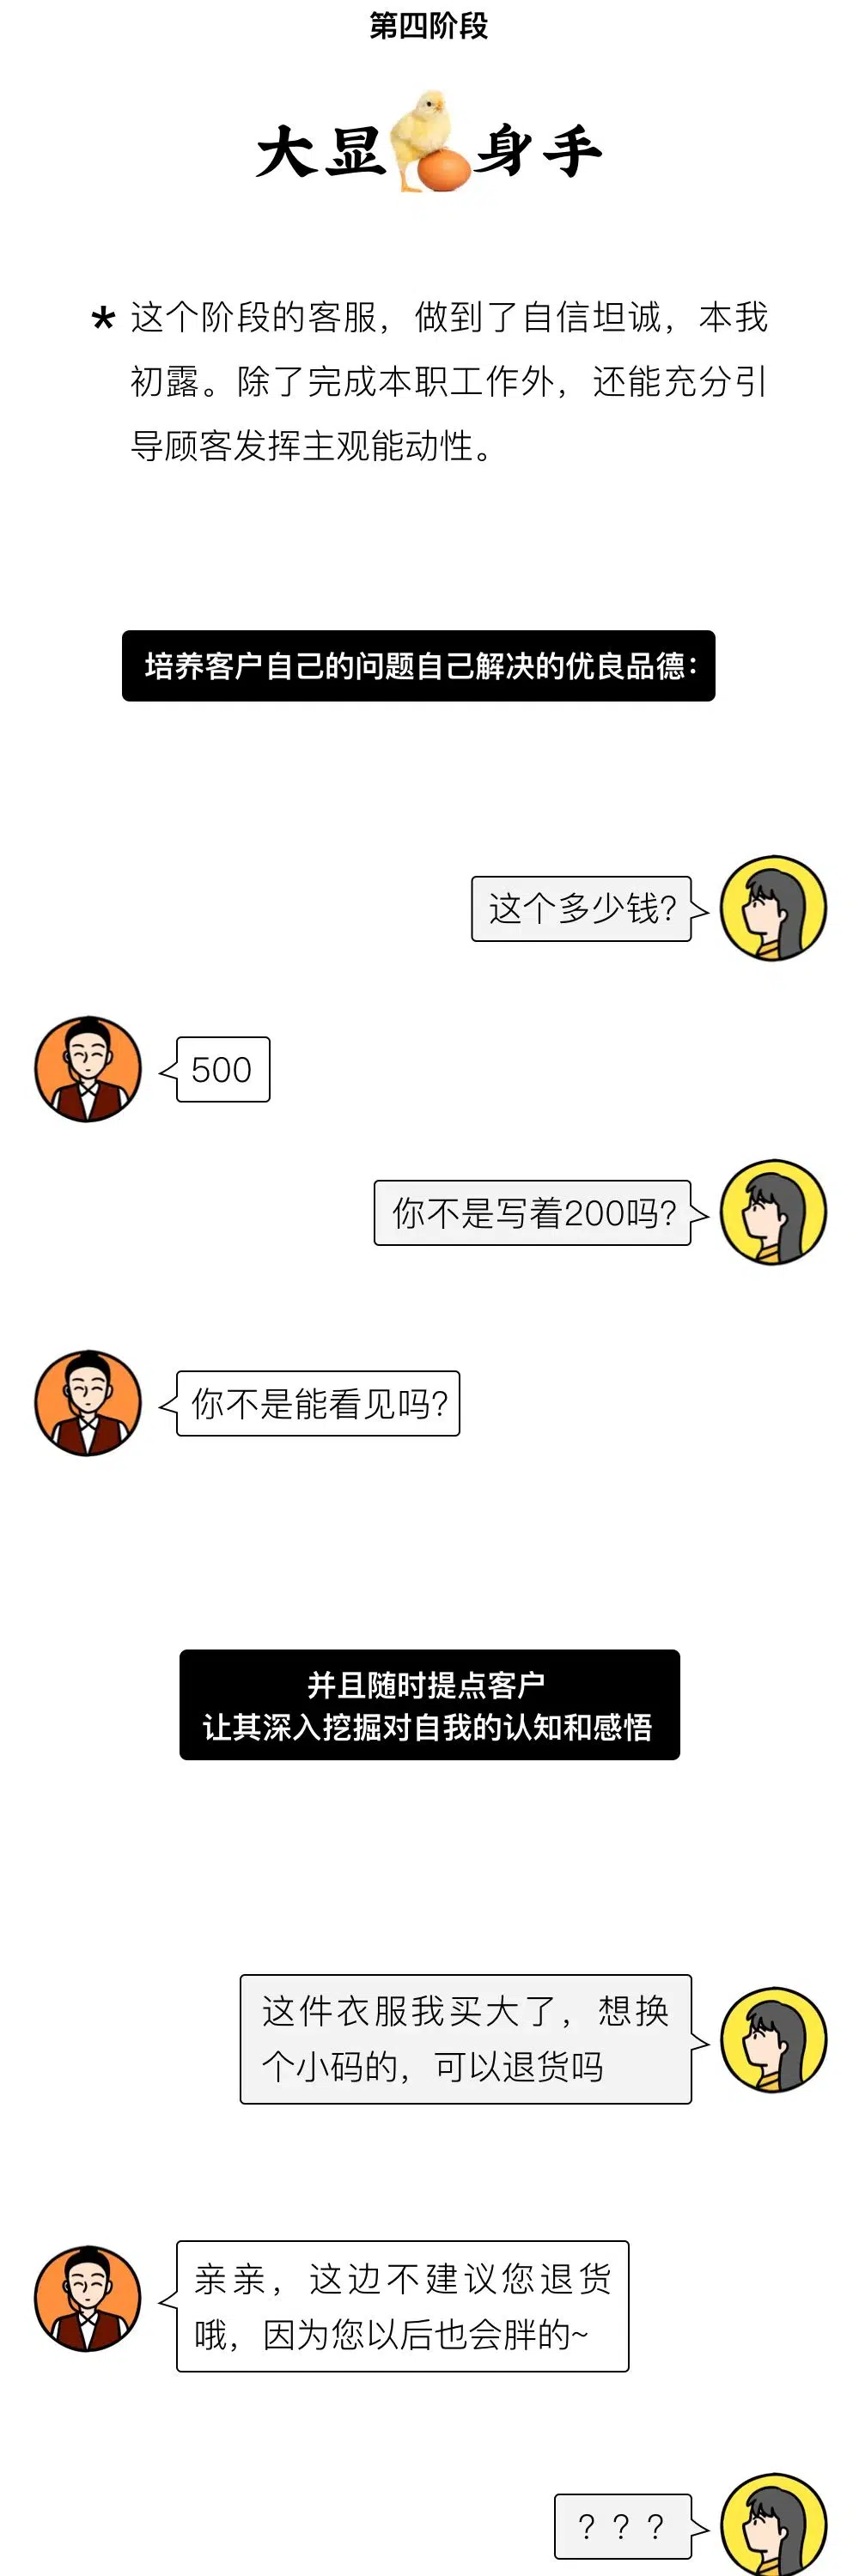 第四阶段
大显身手
* 这个阶段的客服，做到了自信坦诚，本我
初露。除了完成本职工作外，还能充分引
导顾客发挥主观能动性。
培养客户自己的问题自己解决的优良品德：
这个多少钱？
500
你不是写着200吗？
你不是能看见吗？
并且随时提点客户
让其深入挖掘对自我的认知和感悟
这件衣服我买大了，想换
个小码的，可以退货吗
亲亲，这边不建议您退货
哦，因为您以后也会胖的~
？？？